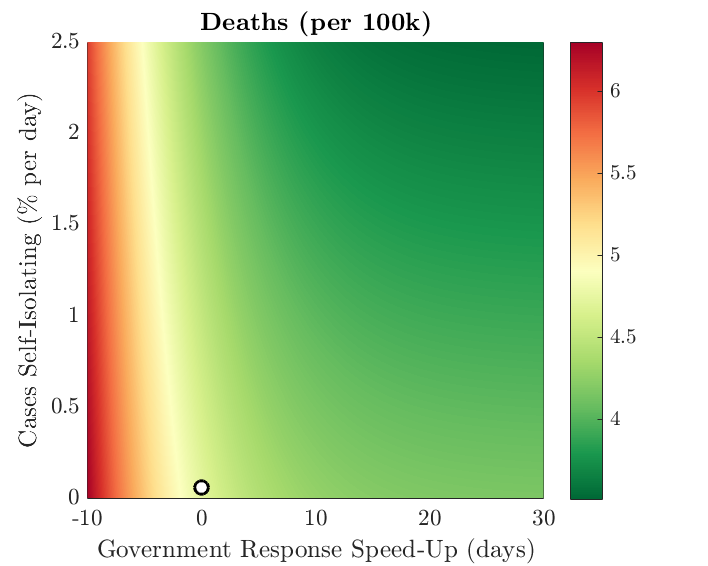 Deaths (per 100k)
2.5
2
1.5
1
0.5
0
Cases Self-Isolating (% per day)
-10 0 10 20 30
Government Response Speed-Up (days)
6
5.5
5
4.5
4